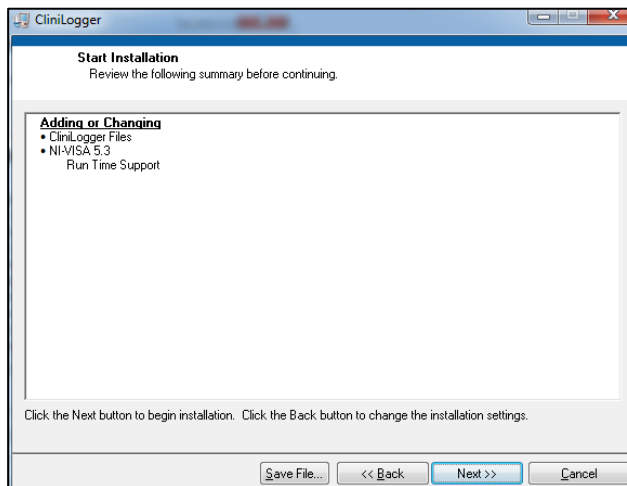 CliniLogger
Start Installation
Review the following summary before continuing.
Adding or Changing
• CliniLogger Files
• NI-VISA 5.3
Run Time Support
Click the Next button to begin installation. Click the Back button to change the installation settings.
Save File... << Back Next >> Cancel